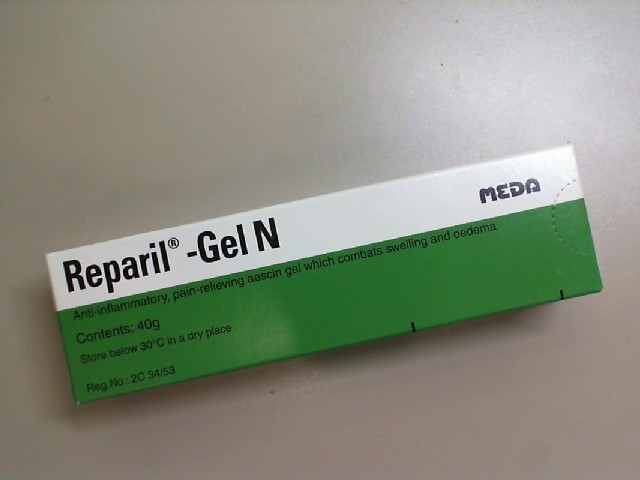 MEDA
Reparil® -Gel N
Anti-inflammatory, pain-relieving aescin gel which combats swelling and oedema
Contents: 40g
Store below 30°C in a dry place
Reg.No.: 2C 34/53